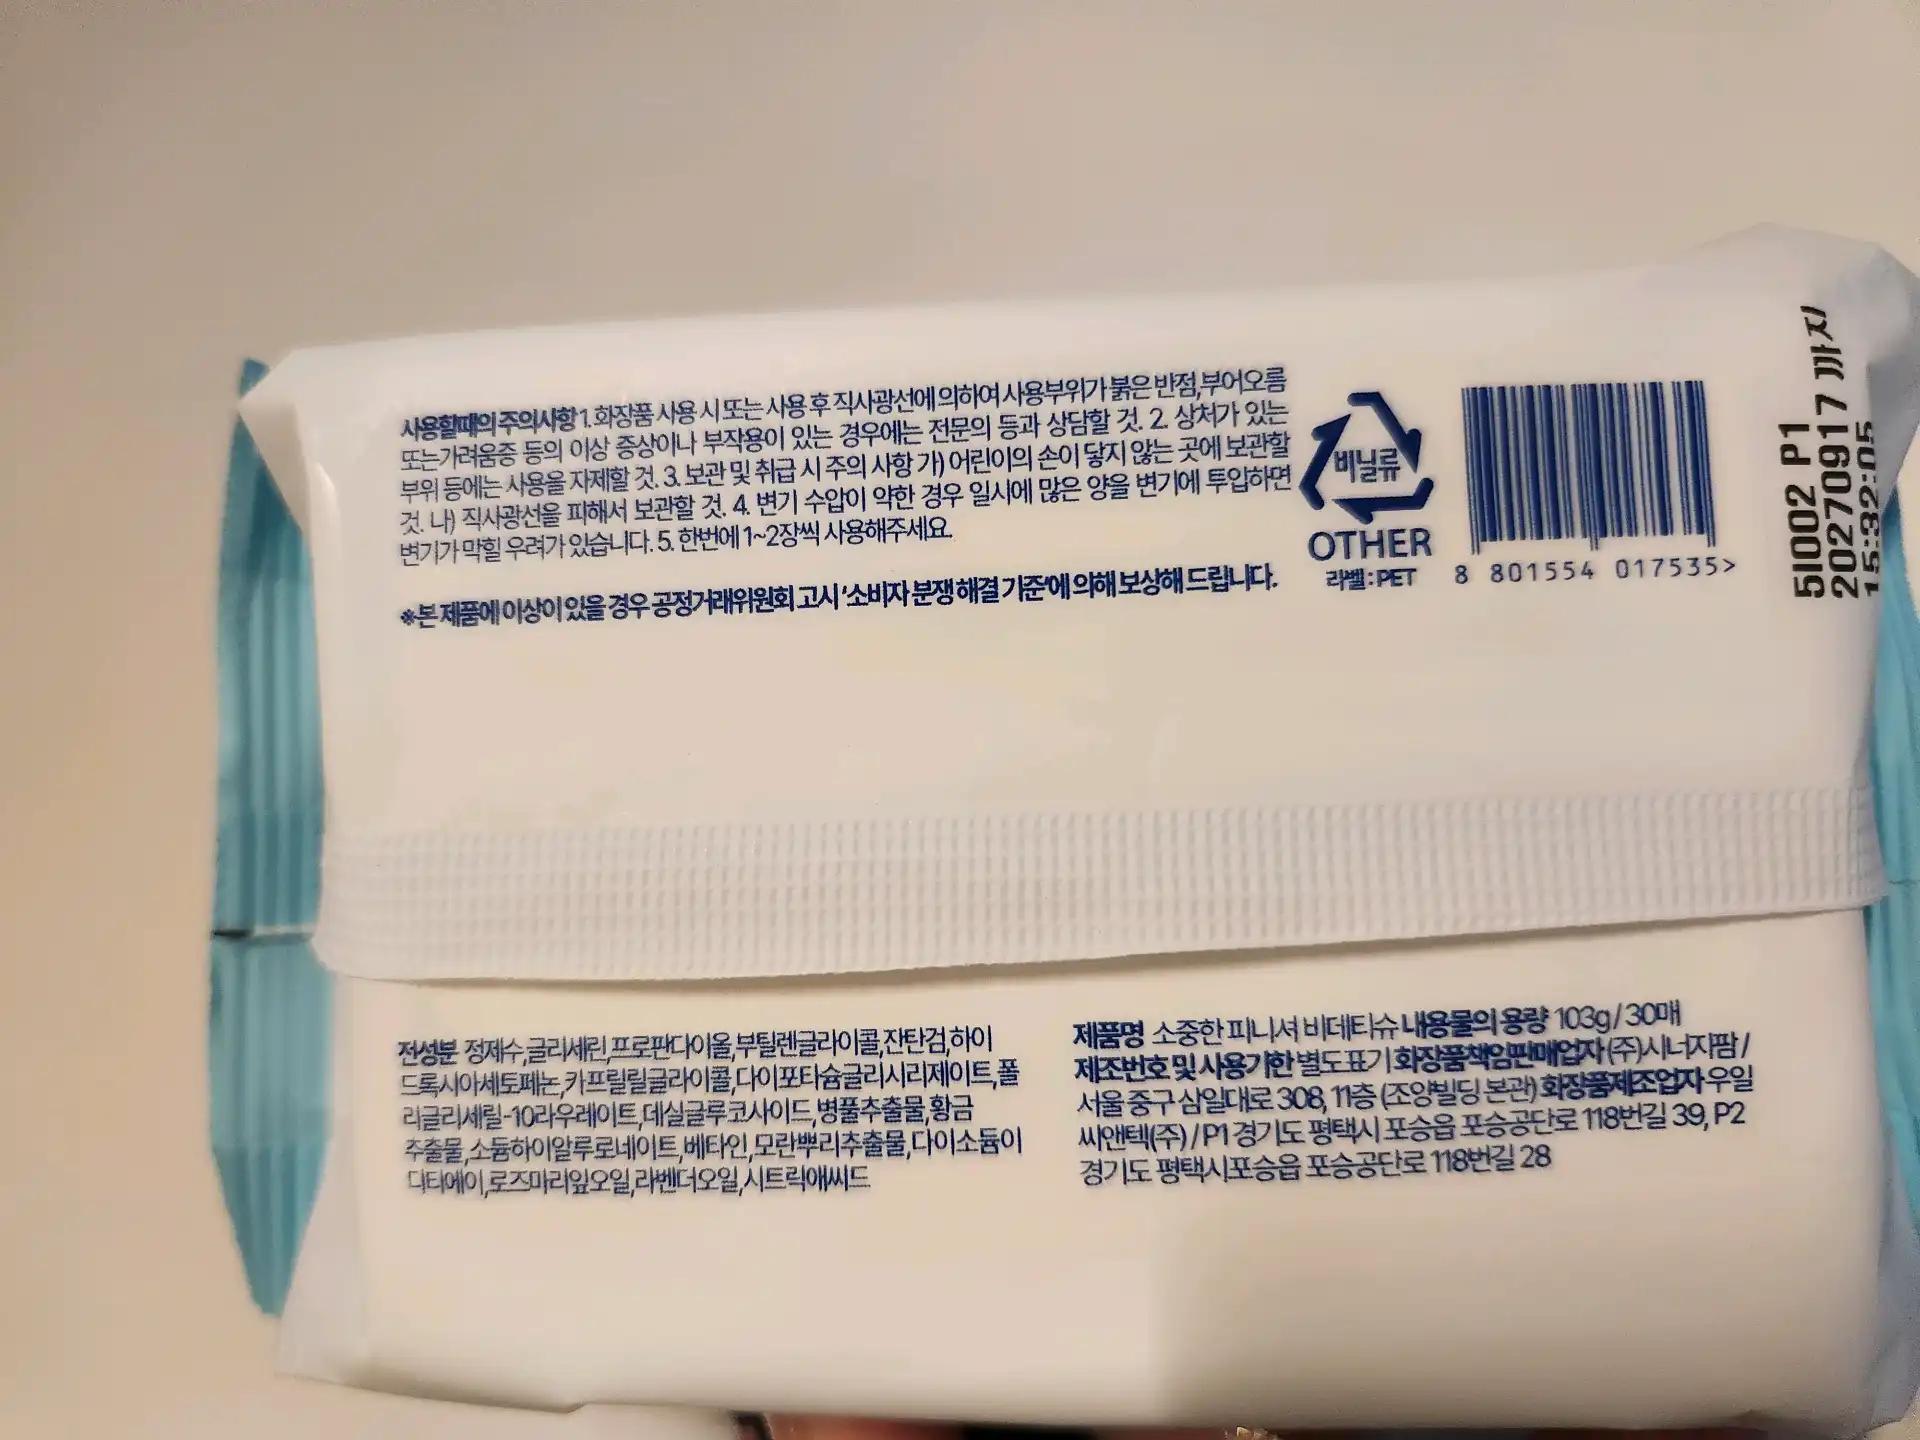 사용할때의 주의사항 1. 화장품 사용 시 또는 사용 후 직사광선에 의하여 사용부위가 붉은 반점,부어오름
또는가려움증 등의 이상 증상이나 부작용이 있는 경우에는 전문의 등과 상담할 것. 2. 상처가 있는
부위 등에는 사용을 자제할 것. 3. 보관 및 취급 시 주의 사항 가) 어린이의 손이 닿지 않는 곳에 보관할
것. 나) 직사광선을 피해서 보관할 것. 4. 변기 수압이 약한 경우 일시에 많은 양을 변기에 투입하면
변기가 막힐 우려가 있습니다. 5. 한번에 1~2장씩 사용해주세요.
※본 제품에 이상이 있을 경우 공정거래위원회 고시 '소비자 분쟁 해결 기준'에 의해 보상해 드립니다.
비닐류
OTHER
라벨:PET
8 801554 017535>
5I002 P1
20270917 까지
15:32:05
전성분 정제수,글리세린,프로판다이올,부틸렌글라이콜,잔탄검,하이
드록시아세토페논,카프릴릴글라이콜,다이포타슘글리시리제이트,폴
리글리세릴-10라우레이트,데실글루코사이드,병풀추출물,황금
추출물,소듐하이알루로네이트,베타인,모란뿌리추출물,다이소듐이
디티에이,로즈마리잎오일,라벤더오일,시트릭애씨드
제품명 소중한 피니셔 비데티슈 내용물의 용량 103g/30매
제조번호 및 사용기한 별도표기 화장품책임판매업자 (주)시너지팜/
서울 중구 삼일대로 308, 11층 (조양빌딩 본관) 화장품제조업자 우일
씨앤텍(주)/P1 경기도 평택시 포승읍 포승공단로 118번길 39, P2
경기도 평택시포승읍 포승공단로 118번길 28